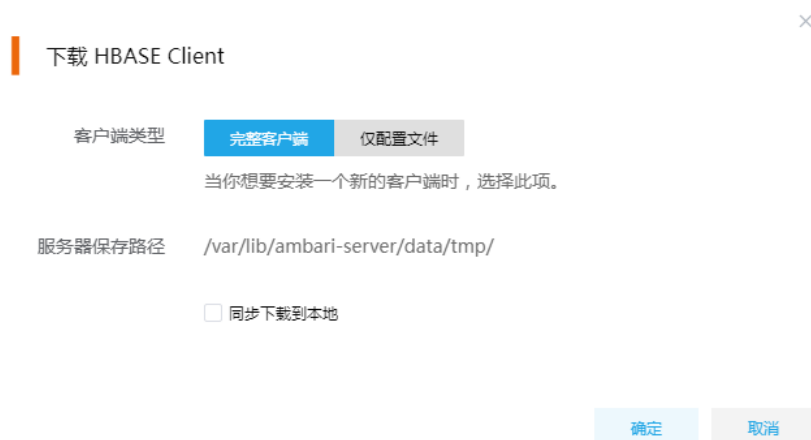 下载 HBASE Client
客户端类型
完整客户端 仅配置文件
当你想要安装一个新的客户端时，选择此项。
服务器保存路径 /var/lib/ambari-server/data/tmp/
同步下载到本地
确定 取消